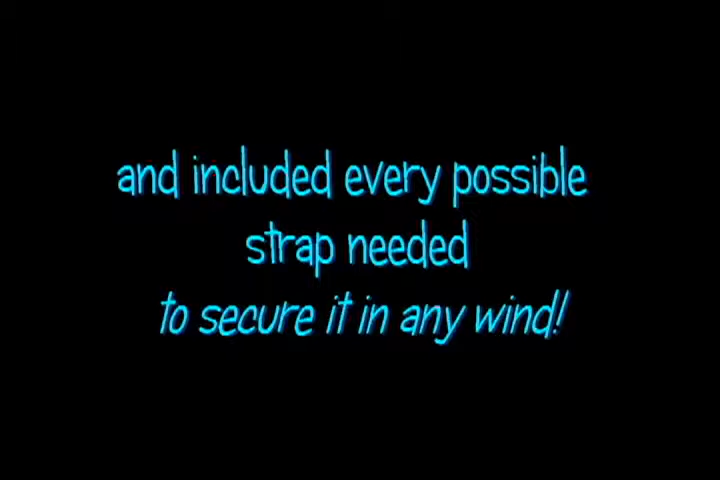 and included every possible
strap needed
to secure it in any wind!